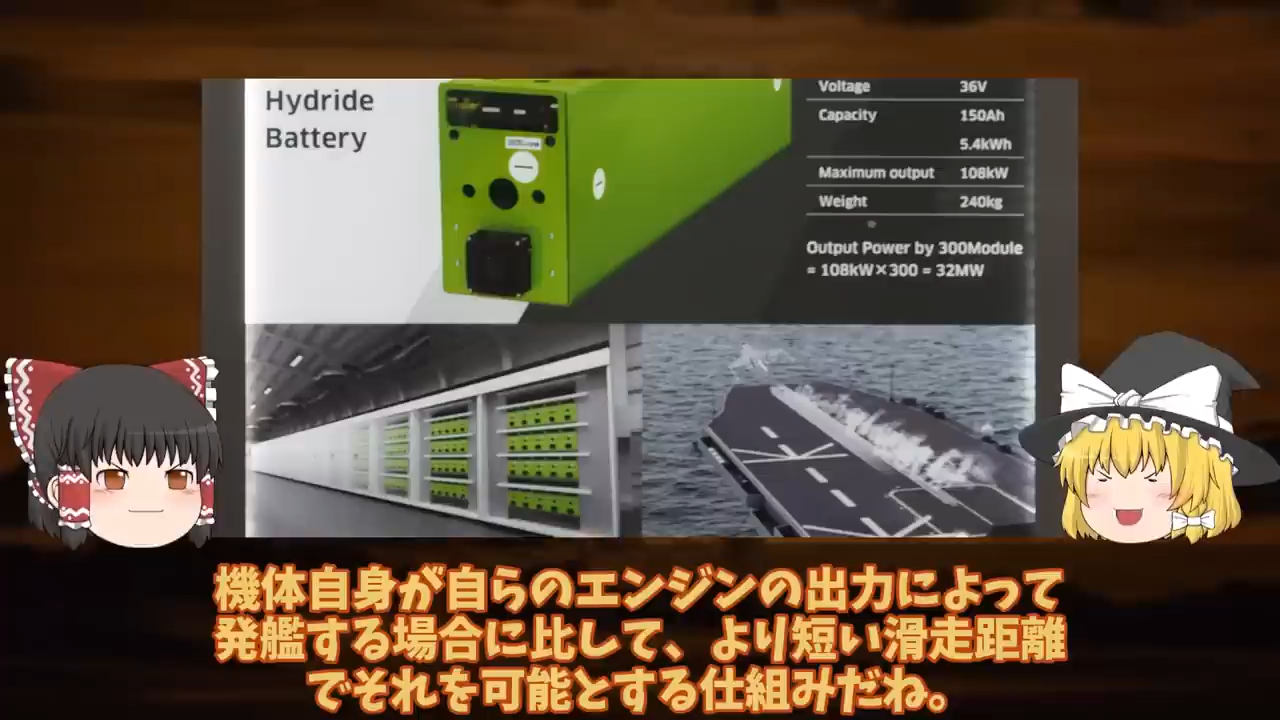 Hydride
Battery
Voltage 36V
Capacity 150Ah
5.4kWh
Maximum output 108kW
Weight 240kg
Output Power by 300Module
= 108kW×300 = 32MW
機体自身が自らのエンジンの出力によって
発艦する場合に比して、より短い滑走距離
でそれを可能とする仕組みだね。